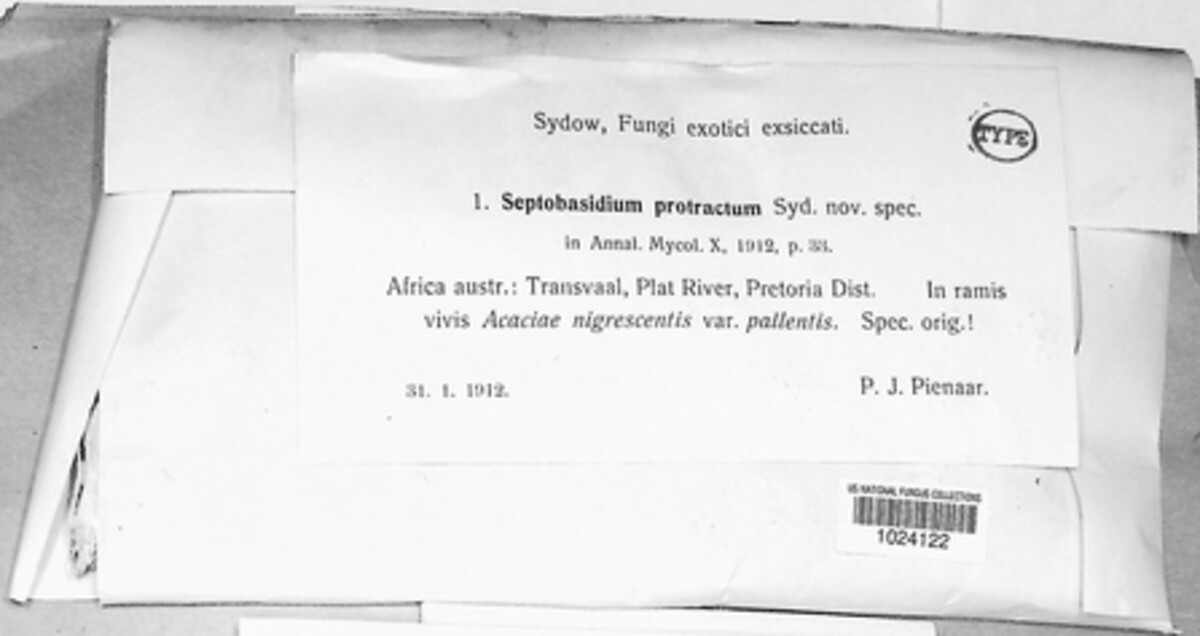 Sydow, Fungi exotici exsiccati.
TYPE
1. Septobasidium protractum Syd. nov. spec.
in Annal. Mycol. X, 1912, p. 33.
Africa austr.: Transvaal, Plat River, Pretoria Dist. In ramis
vivis Acaciae nigrescentis var. pallentis. Spec. orig.!
31. 1. 1912. P. J. Pienaar.
US NATIONAL FUNGUS COLLECTIONS
1024122